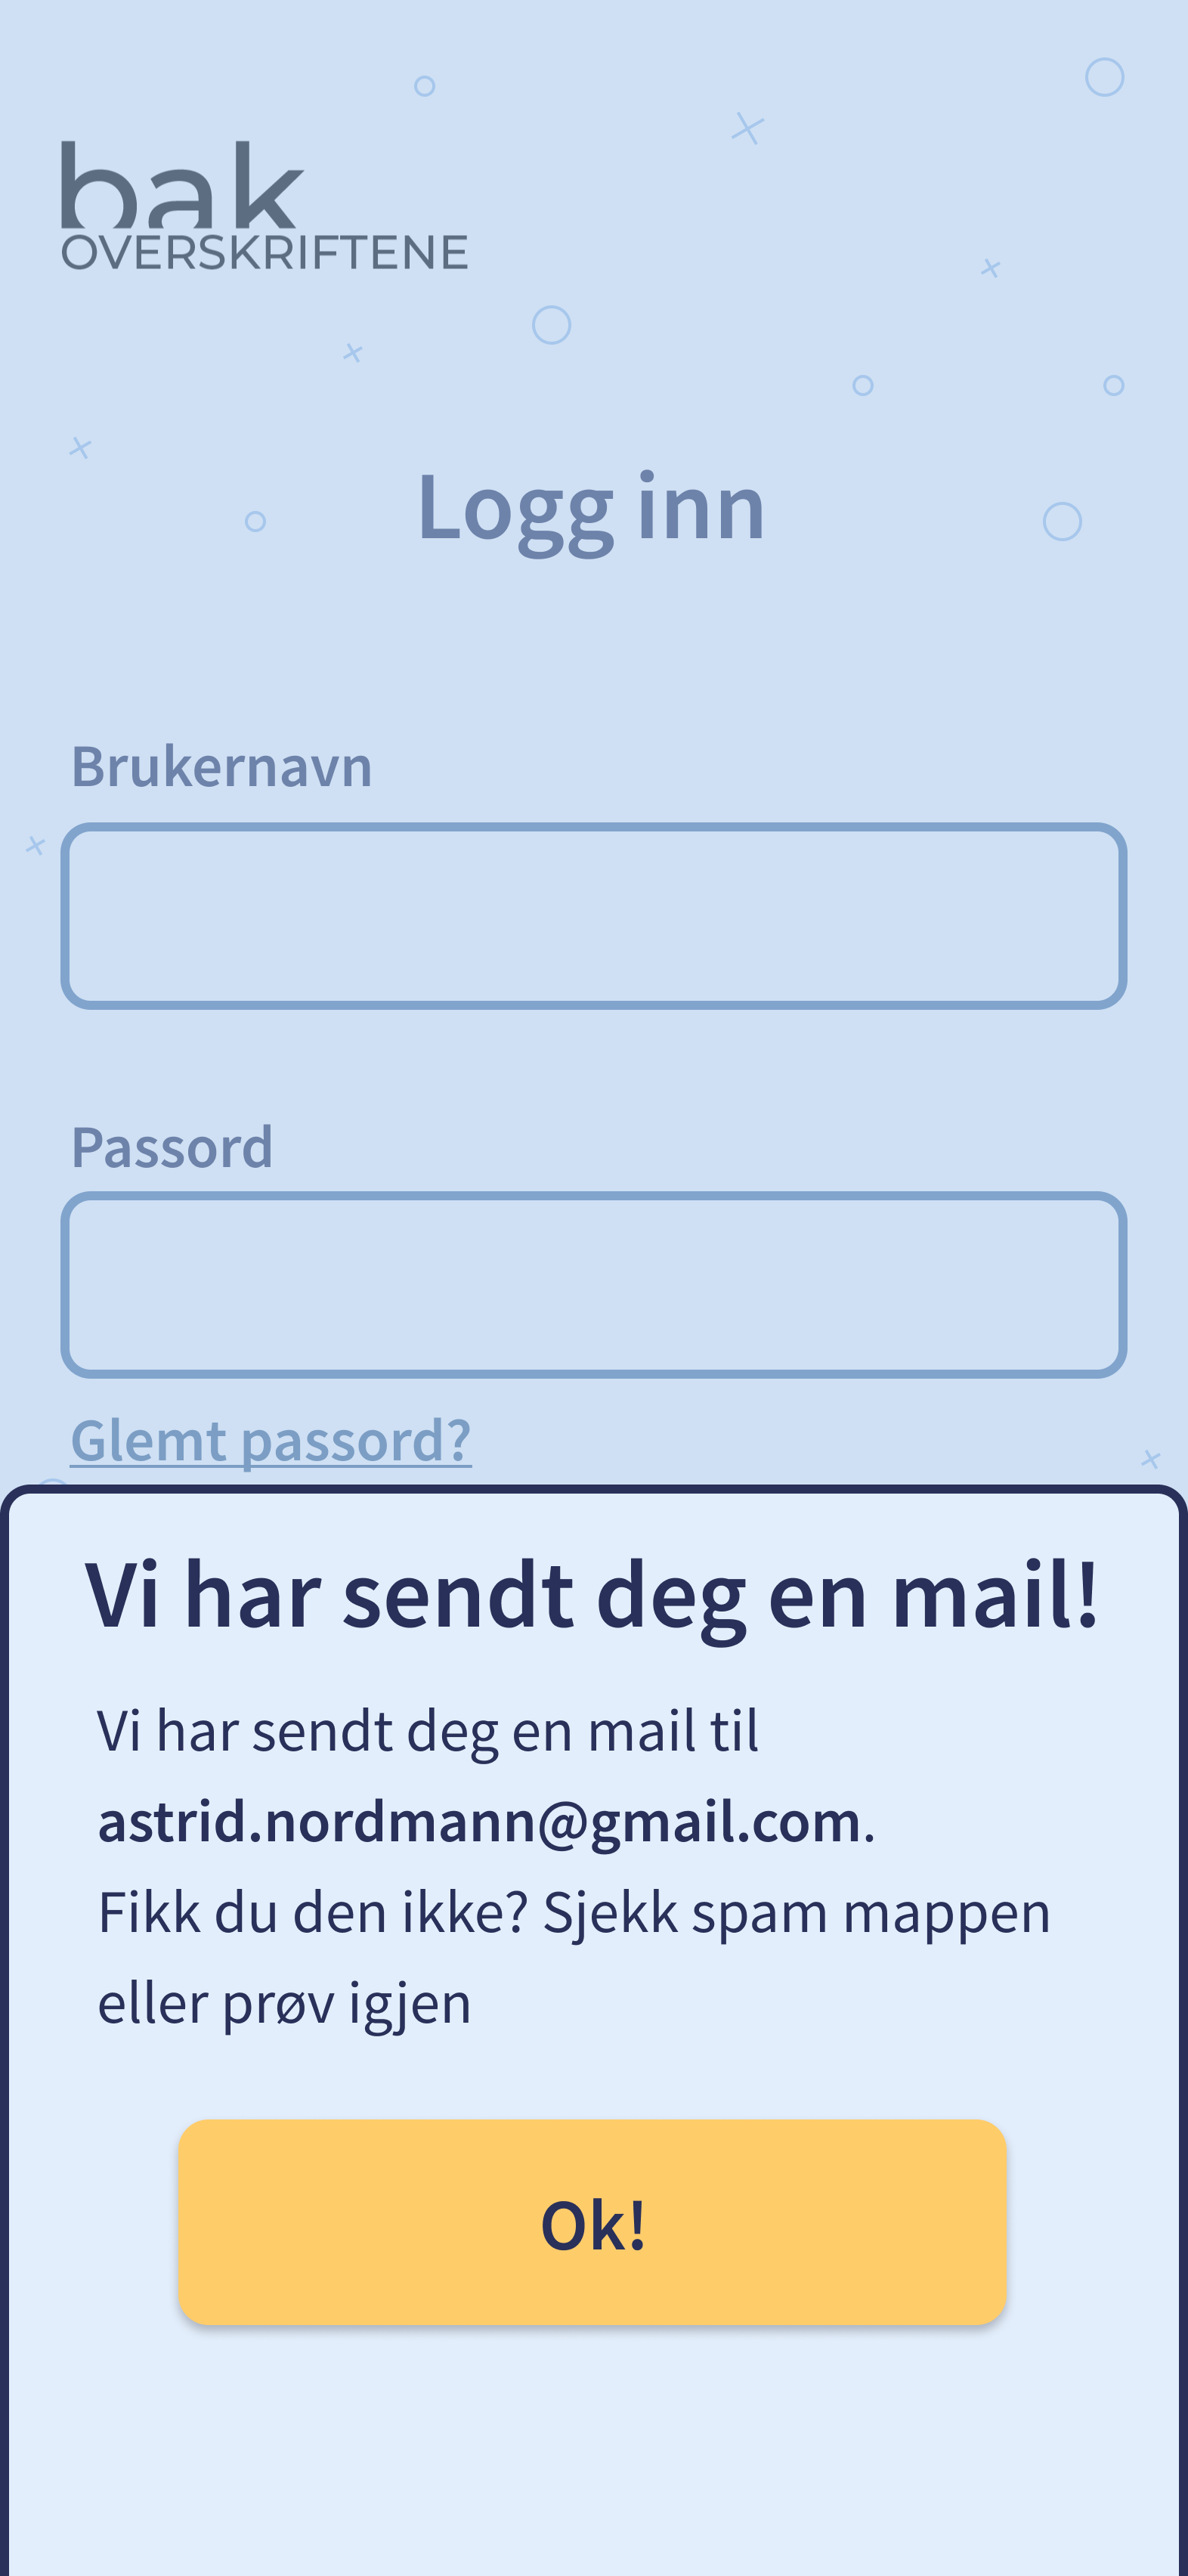 bak
OVERSKRIFTENE
Logg inn
Brukernavn
Passord
Glemt passord?
Vi har sendt deg en mail!
Vi har sendt deg en mail til
astrid.nordmann@gmail.com.
Fikk du den ikke? Sjekk spam mappen
eller prøv igjen
Ok!